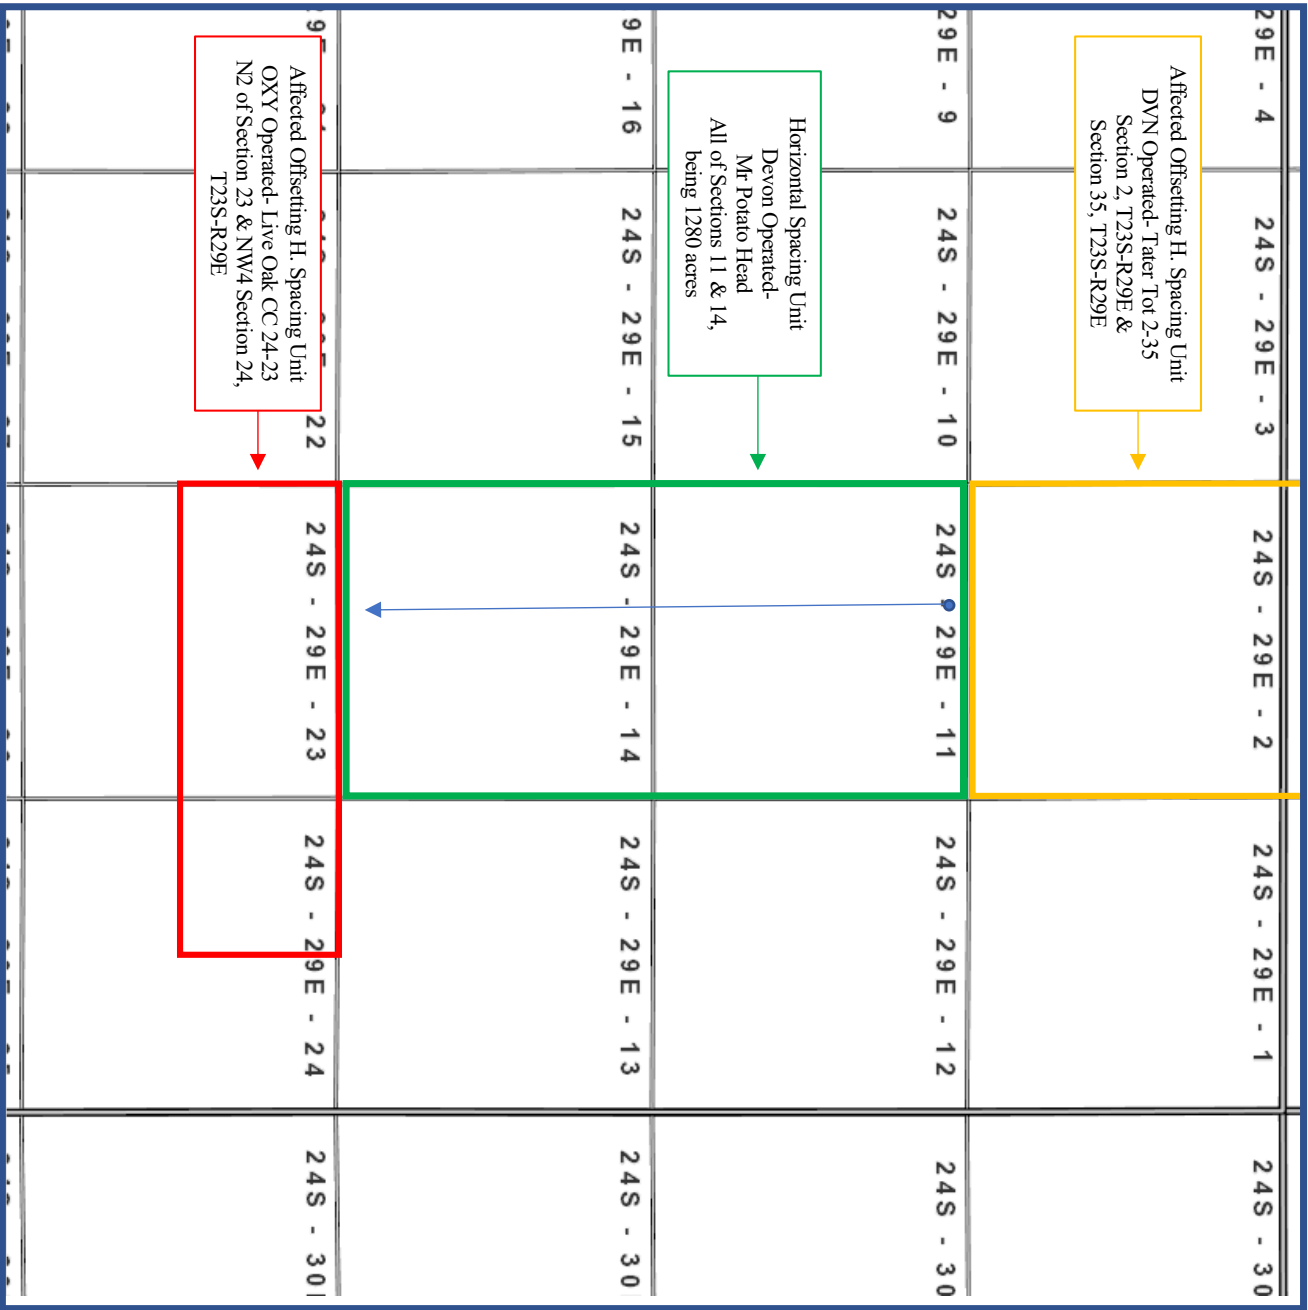 29E - 4
24S - 29E - 3
24S - 29E - 2
24S - 29E - 1
24S - 30
Affected Offsetting H. Spacing Unit
DVN Operated- Tater Tot 2-35
Section 2, T23S-R29E &
Section 35, T23S-R29E
29E - 9
24S - 29E - 10
24S - 29E - 11
24S - 29E - 12
24S - 30
Horizontal Spacing Unit
Devon Operated-
Mr Potato Head
All of Sections 11 & 14,
being 1280 acres
9E - 16
24S - 29E - 15
24S - 29E - 14
24S - 29E - 13
24S - 30
Affected Offsetting H. Spacing Unit
OXY Operated- Live Oak CC 24-23
N2 of Section 23 & NW4 Section 24,
T23S-R29E
22
24S - 29E - 23
24S - 29E - 24
24S - 30